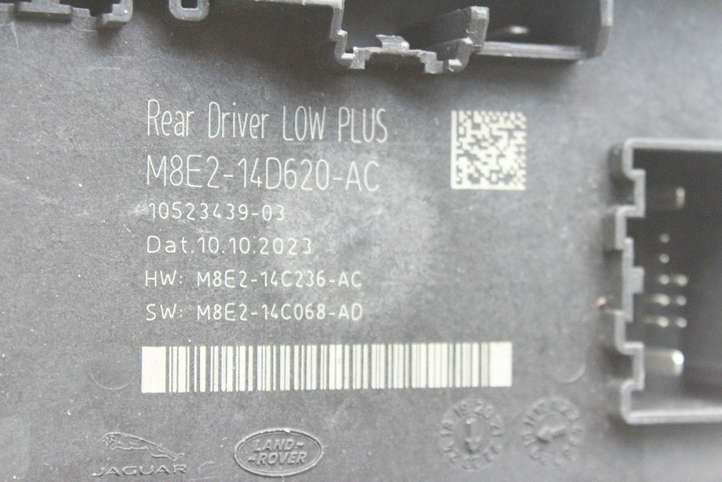 Rear Driver LOW PLUS
M8E2-14D620-AC
10523439-03
Dat.10.10.2023
HW: M8E2-14C236-AC
SW: M8E2-14C068-AD
JAGUAR
LAND-
-ROVER